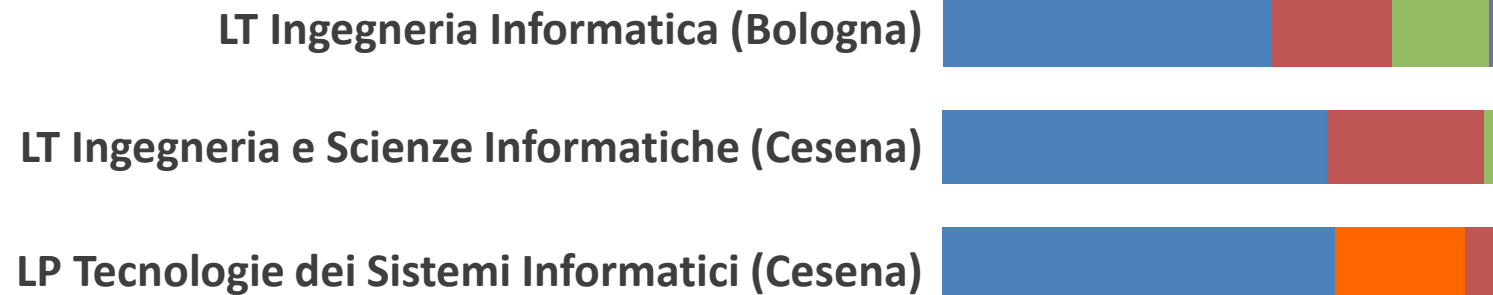 LT Ingegneria Informatica (Bologna)
LT Ingegneria e Scienze Informatiche (Cesena)
LP Tecnologie dei Sistemi Informatici (Cesena)